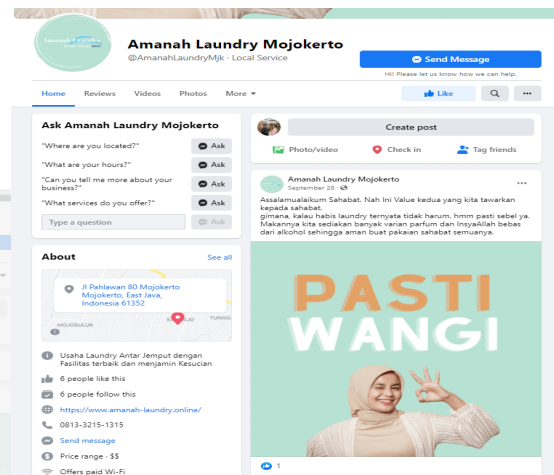 Amanah Laundry
Amanah Laundry Mojokerto
@AmanahLaundryMjk · Local Service
Send Message
Hi! Please let us know how we can help.
Home Reviews Videos Photos More
Like
Ask Amanah Laundry Mojokerto
"Where are you located?" Ask
"What are your hours?" Ask
"Can you tell me more about your
business?" Ask
"What services do you offer?" Ask
Type a question Ask
About See all
Jl Pahlawan 80 Mojokerto
Mojokerto, East Java,
Indonesia 61352
MOJOSULUR
TUNGG
Usaha Laundry Antar Jemput dengan
Fasilitas terbaik dan menjamin Kesucian
6 people like this
6 people follow this
https://www.amanah-laundry.online/
0813-3215-1315
Send message
Price range · $$
Offers paid Wi-Fi
Create post
Photo/video Check in Tag friends
Amanah Laundry Mojokerto
September 28 ·
Assalamualaikum Sahabat. Nah Ini Value kedua yang kita tawarkan
kepada sahabat.
gimana, kalau habis laundry ternyata tidak harum. hmm pasti sebel ya.
Makannya kita sediakan banyak varian parfum dan InsyaAllah bebas
dari alkohol sehingga aman buat pakaian sahabat semuanya.
PASTI
WANGI
1